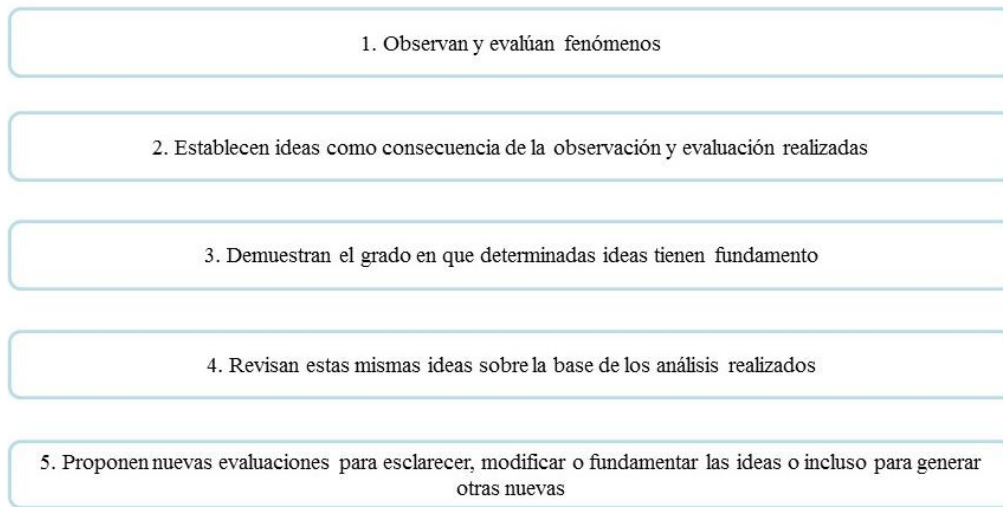 1. Observan y evalúan fenómenos
2. Establecen ideas como consecuencia de la observación y evaluación realizadas
3. Demuestran el grado en que determinadas ideas tienen fundamento
4. Revisan estas mismas ideas sobre la base de los análisis realizados
5. Proponen nuevas evaluaciones para esclarecer, modificar o fundamentar las ideas o incluso para generar
otras nuevas